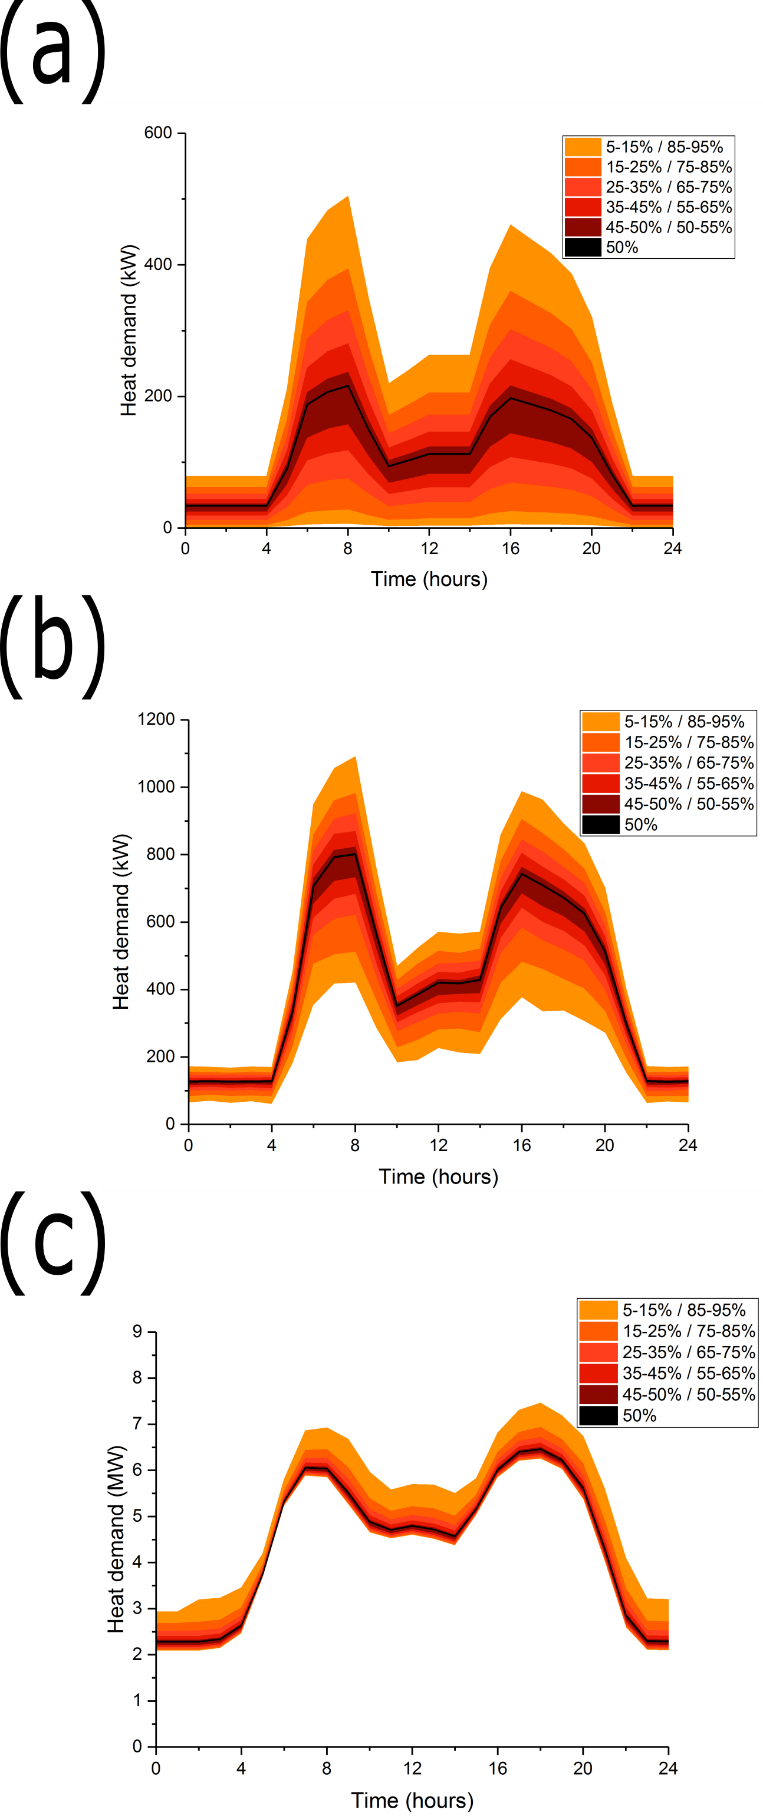 (a)
600
400
200
0
Heat demand (kW)
5-15% / 85-95%
15-25% / 75-85%
25-35% / 65-75%
35-45% / 55-65%
45-50% / 50-55%
50%
0 4 8 12 16 20 24
Time (hours)
(b)
1200
1000
800
600
400
200
0
Heat demand (kW)
5-15% / 85-95%
15-25% / 75-85%
25-35% / 65-75%
35-45% / 55-65%
45-50% / 50-55%
50%
0 4 8 12 16 20 24
Time (hours)
(c)
9
8
7
6
5
4
3
2
1
0
Heat demand (MW)
5-15% / 85-95%
15-25% / 75-85%
25-35% / 65-75%
35-45% / 55-65%
45-50% / 50-55%
50%
0 4 8 12 16 20 24
Time (hours)